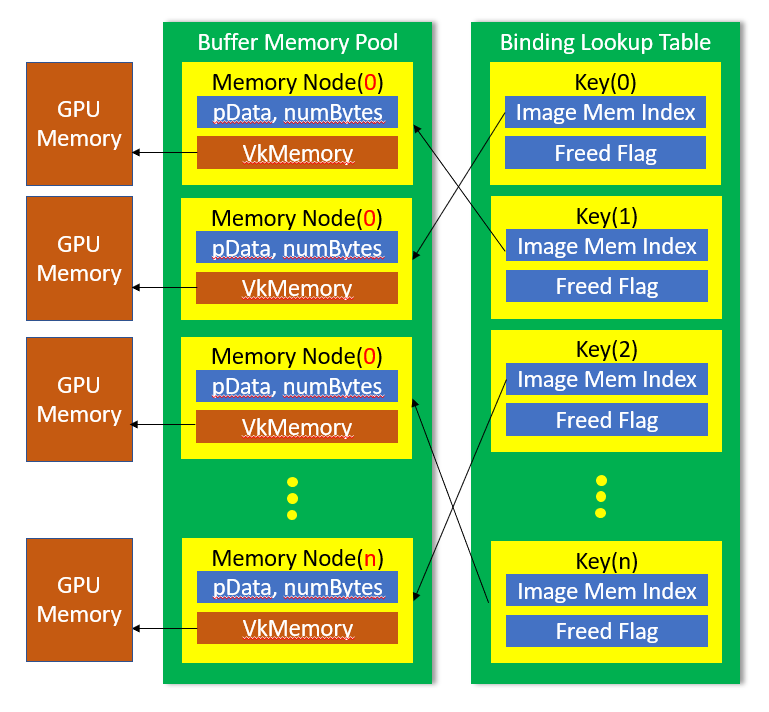 Buffer Memory Pool
Binding Lookup Table
GPU
Memory
Memory Node(0)
pData, numBytes
VkMemory
Key(0)
Image Mem Index
Freed Flag
GPU
Memory
Memory Node(0)
pData, numBytes
VkMemory
Key(1)
Image Mem Index
Freed Flag
GPU
Memory
Memory Node(0)
pData, numBytes
VkMemory
Key(2)
Image Mem Index
Freed Flag
GPU
Memory
Memory Node(n)
pData, numBytes
VkMemory
Key(n)
Image Mem Index
Freed Flag